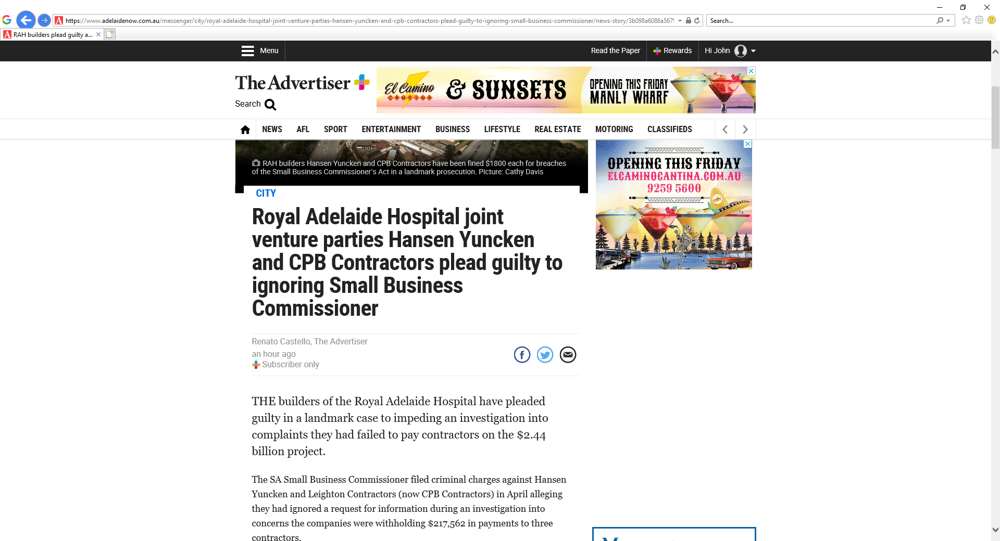 https://www.adelaidenow.com.au/messenger/city/royal-adelaide-hospital-joint-venture-parties-hansen-yuncken-and-cpb-contractors-plead-guilty-to-ignoring-small-business-commissioner/news-story/3b098a6086a567
Search...
RAH builders plead guilty a...
Menu
Read the Paper
Rewards
Hi John
The Advertiser
Search
El Camino
CANTINA
& SUNSETS
OPENING THIS FRIDAY
MANLY WHARF
NEWS AFL SPORT ENTERTAINMENT BUSINESS LIFESTYLE REAL ESTATE MOTORING CLASSIFIEDS
RAH builders Hansen Yuncken and CPB Contractors have been fined $1800 each for breaches
of the Small Business Commissioner's Act in a landmark prosecution. Picture: Cathy Davis
OPENING THIS FRIDAY
ELCAMINOCANTINA.COM.AU
9259 5600
CITY
Royal Adelaide Hospital joint
venture parties Hansen Yuncken
and CPB Contractors plead guilty to
ignoring Small Business
Commissioner
Renato Castello, The Advertiser
an hour ago
Subscriber only
THE builders of the Royal Adelaide Hospital have pleaded
guilty in a landmark case to impeding an investigation into
complaints they had failed to pay contractors on the $2.44
billion project.
The SA Small Business Commissioner filed criminal charges against Hansen
Yuncken and Leighton Contractors (now CPB Contractors) in April alleging
they had ignored a request for information during an investigation into
concerns the companies were withholding $217,562 in payments to three
contractors.